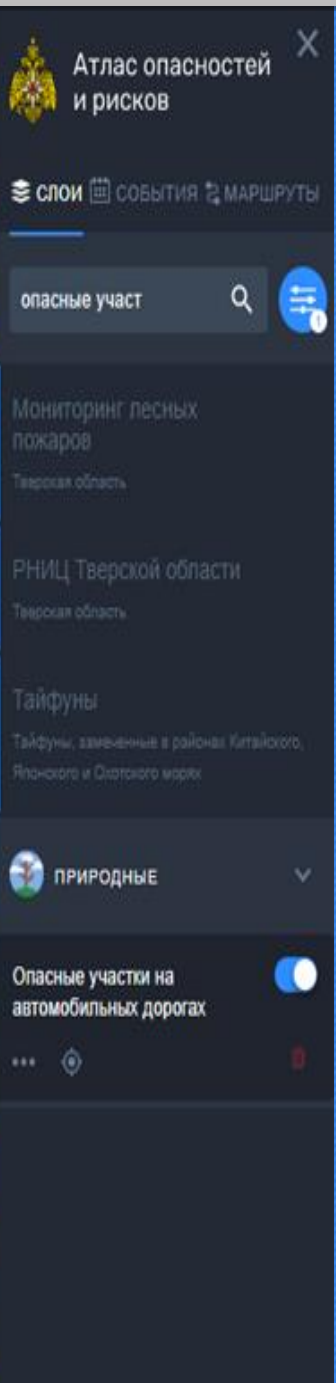 Атлас опасностей
и рисков
СЛОИ СОБЫТИЯ МАРШРУТЫ
опасные участ
Мониторинг лесных
пожаров
Тверская область
РНИЦ Тверской области
Тверская область
Тайфуны
Тайфуны, замеченные в районах Китайского,
Японского и Охотского морях
ПРИРОДНЫЕ
Опасные участки на
автомобильных дорогах